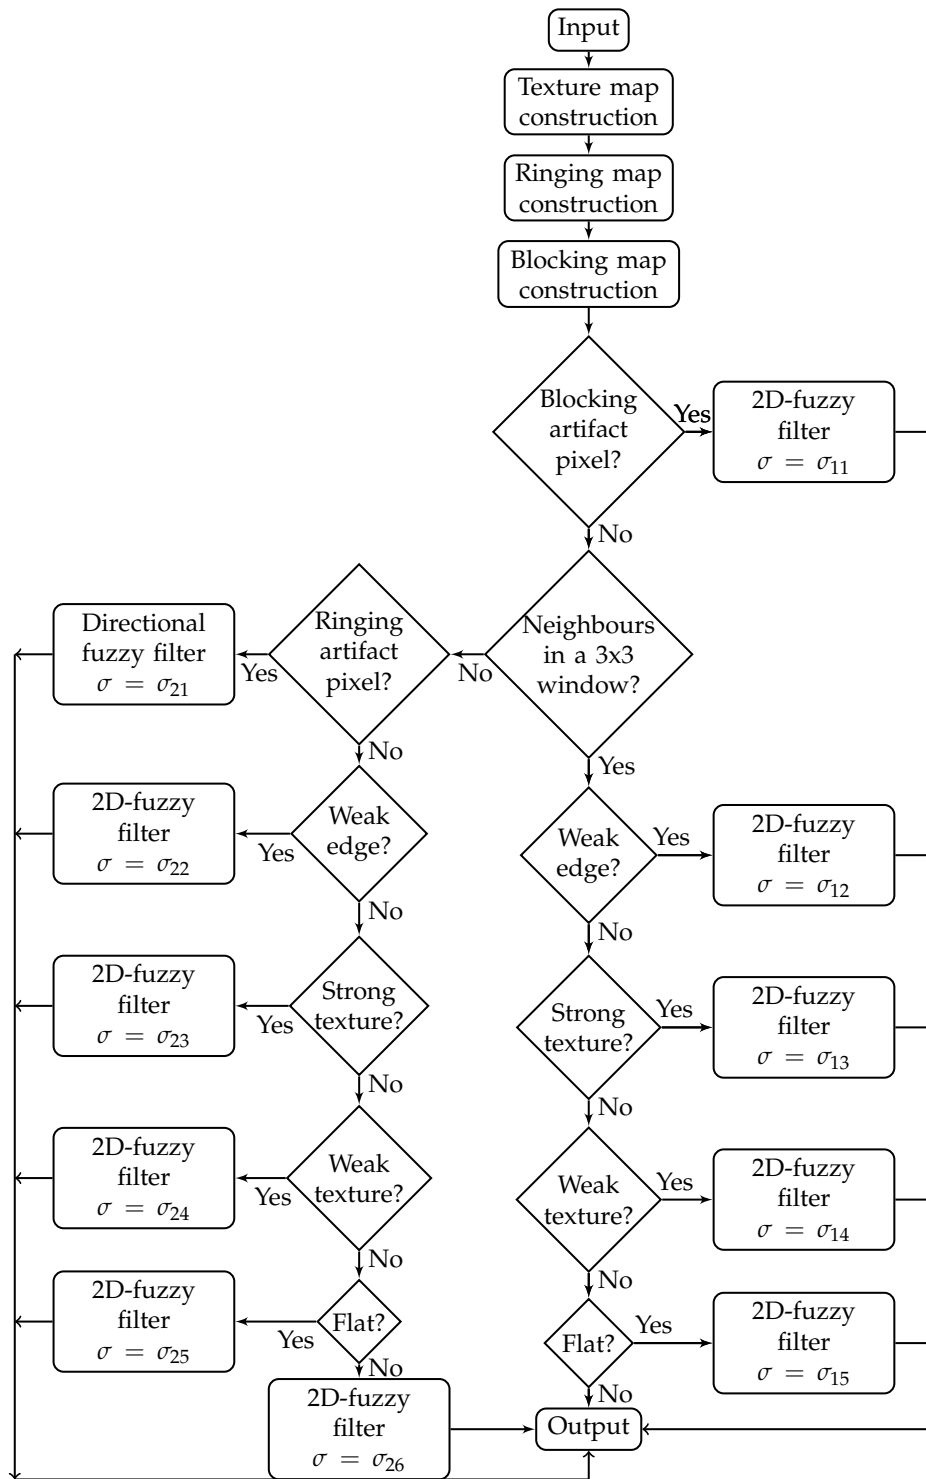 Input
Texture map
construction
Ringing map
construction
Blocking map
construction
Blocking
artifact
pixel?
Yes
2D-fuzzy
filter
σ = σ11
No
Neighbours
in a 3x3
window?
No
Ringing
artifact
pixel?
Yes
Directional
fuzzy filter
σ = σ21
No
Weak
edge?
Yes
2D-fuzzy
filter
σ = σ22
No
Strong
texture?
Yes
2D-fuzzy
filter
σ = σ23
No
Weak
texture?
Yes
2D-fuzzy
filter
σ = σ24
No
Flat?
Yes
2D-fuzzy
filter
σ = σ25
No
2D-fuzzy
filter
σ = σ26
Yes
Weak
edge?
Yes
2D-fuzzy
filter
σ = σ12
No
Strong
texture?
Yes
2D-fuzzy
filter
σ = σ13
No
Weak
texture?
Yes
2D-fuzzy
filter
σ = σ14
No
Flat?
Yes
2D-fuzzy
filter
σ = σ15
No
Output